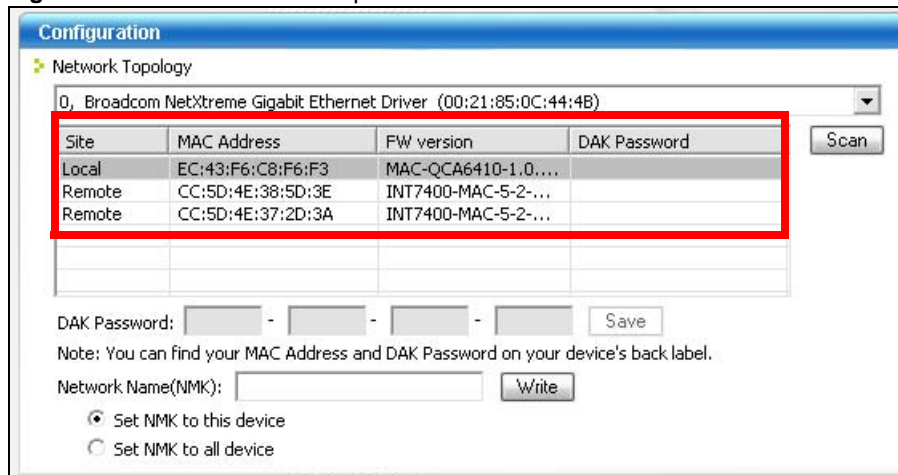 Configuration
Network Topology
0, Broadcom NetXtreme Gigabit Ethernet Driver (00:21:85:0C:44:4B)
Site MAC Address FW version DAK Password Scan
Local EC:43:F6:C8:F6:F3 MAC-QCA6410-1.0....
Remote CC:5D:4E:38:5D:3E INT7400-MAC-5-2-...
Remote CC:5D:4E:37:2D:3A INT7400-MAC-5-2-...
DAK Password: - - - Save
Note: You can find your MAC Address and DAK Password on your device's back label.
Network Name(NMK): Write
Set NMK to this device
Set NMK to all device